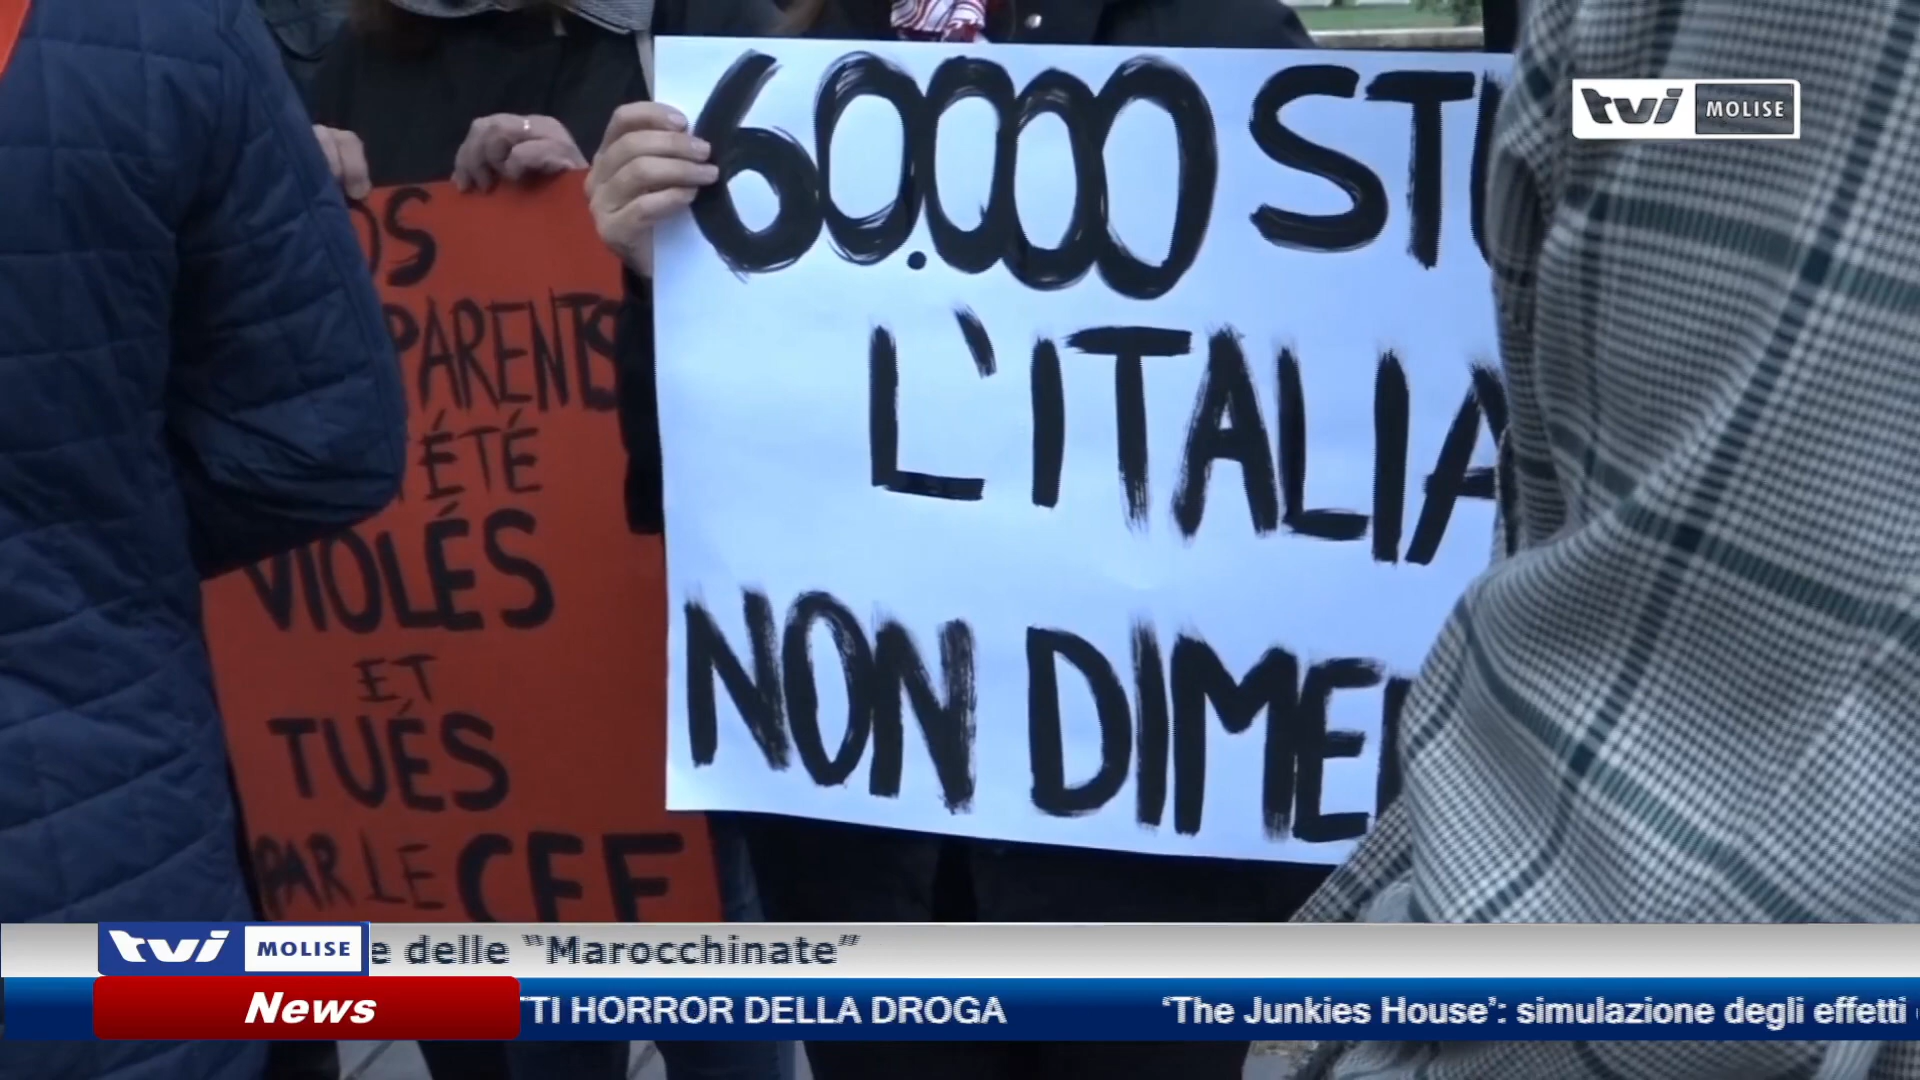 tvi MOLISE
OS
PARENTS
ÉTÉ
VIOLÉS
ET
TUÉS
PAR LE CEF
60.000 STU
L'ITALIA
NON DIME
tvi MOLISE
e delle “Marocchinate”
News
TI HORROR DELLA DROGA ‘The Junkies House’: simulazione degli effetti